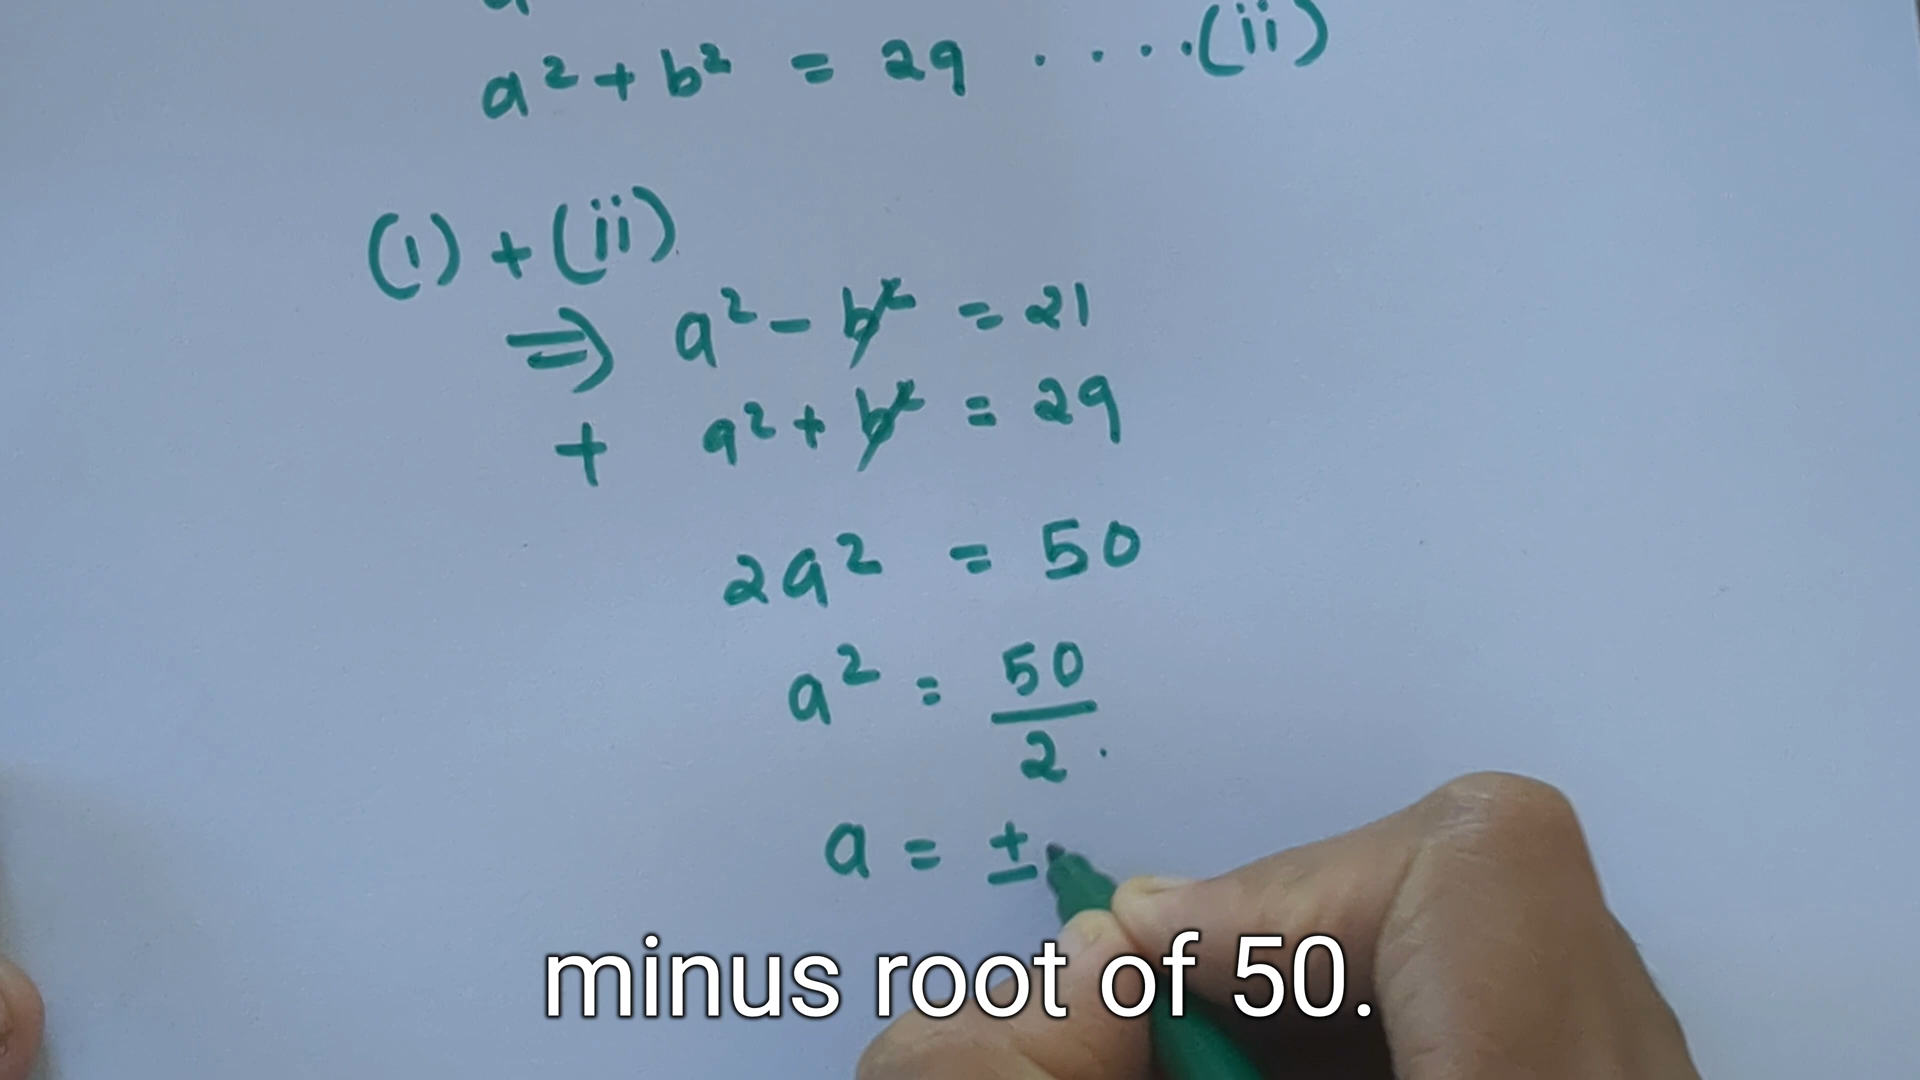 a² + b² = 29 . . . . (ii)
(i) + (ii)
⇒ a² - b² = 21
+ a² + b² = 29
2a² = 50
a² = 50/2 .
a = ±
minus root of 50.